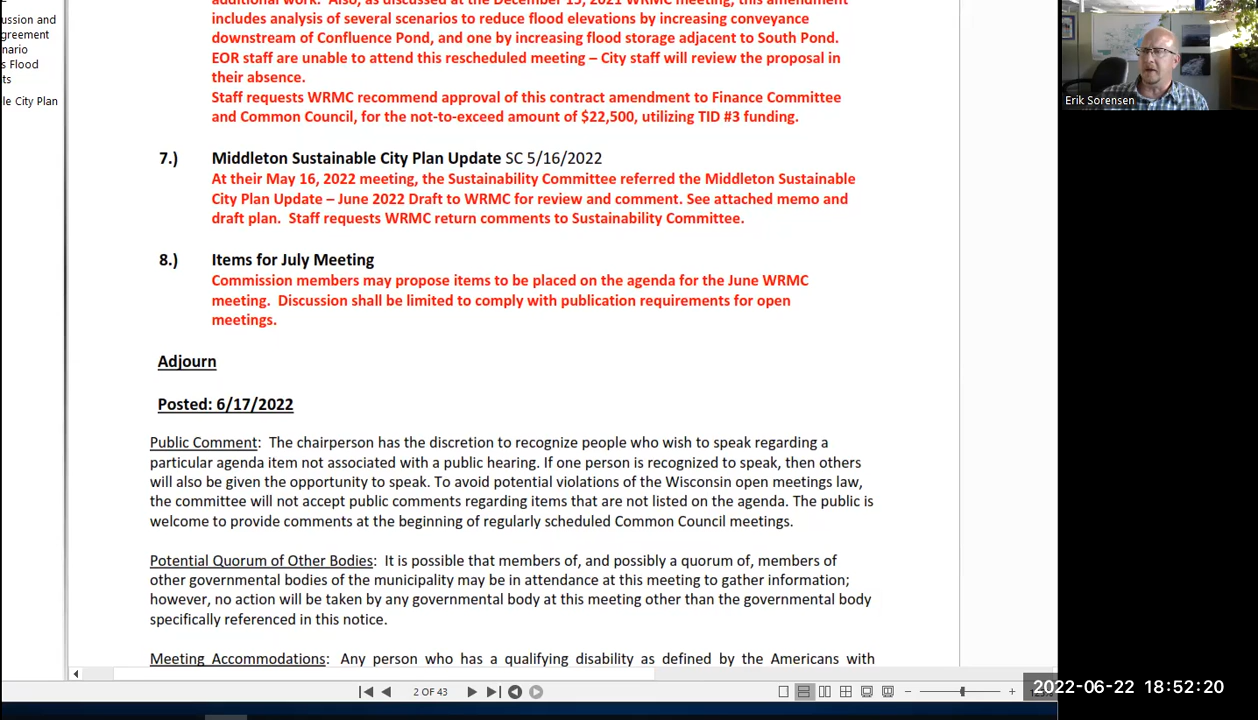 ussion and
greement
nario
s Flood
ts
le City Plan
additional work. Also, as discussed at the December 15, 2021 WRMC meeting, this amendment
includes analysis of several scenarios to reduce flood elevations by increasing conveyance
downstream of Confluence Pond, and one by increasing flood storage adjacent to South Pond.
EOR staff are unable to attend this rescheduled meeting – City staff will review the proposal in
their absence.
Staff requests WRMC recommend approval of this contract amendment to Finance Committee
and Common Council, for the not-to-exceed amount of $22,500, utilizing TID #3 funding.
7.) Middleton Sustainable City Plan Update SC 5/16/2022
At their May 16, 2022 meeting, the Sustainability Committee referred the Middleton Sustainable
City Plan Update – June 2022 Draft to WRMC for review and comment. See attached memo and
draft plan. Staff requests WRMC return comments to Sustainability Committee.
8.) Items for July Meeting
Commission members may propose items to be placed on the agenda for the June WRMC
meeting. Discussion shall be limited to comply with publication requirements for open
meetings.
Adjourn
Posted: 6/17/2022
Public Comment: The chairperson has the discretion to recognize people who wish to speak regarding a
particular agenda item not associated with a public hearing. If one person is recognized to speak, then others
will also be given the opportunity to speak. To avoid potential violations of the Wisconsin open meetings law,
the committee will not accept public comments regarding items that are not listed on the agenda. The public is
welcome to provide comments at the beginning of regularly scheduled Common Council meetings.
Potential Quorum of Other Bodies: It is possible that members of, and possibly a quorum of, members of
other governmental bodies of the municipality may be in attendance at this meeting to gather information;
however, no action will be taken by any governmental body at this meeting other than the governmental body
specifically referenced in this notice.
Meeting Accommodations: Any person who has a qualifying disability as defined by the Americans with
2 OF 43
Erik Sorensen
2022-06-22 18:52:20